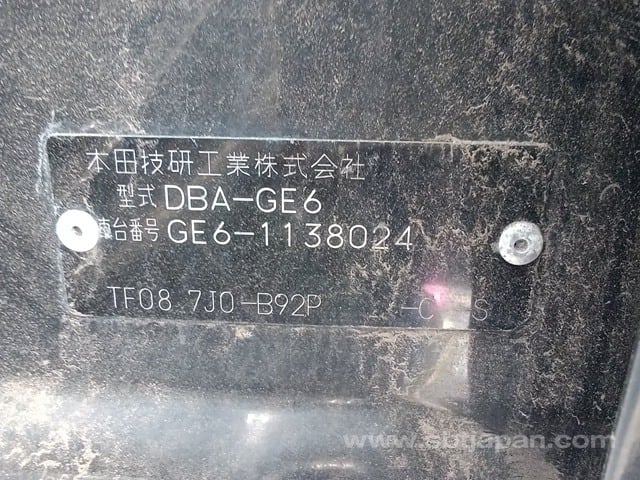 本田技研工業株式会社
型式 DBA-GE6
車台番号 GE6-1138024
TF08 7J0-B92P -C S
www.sbtjapan.com